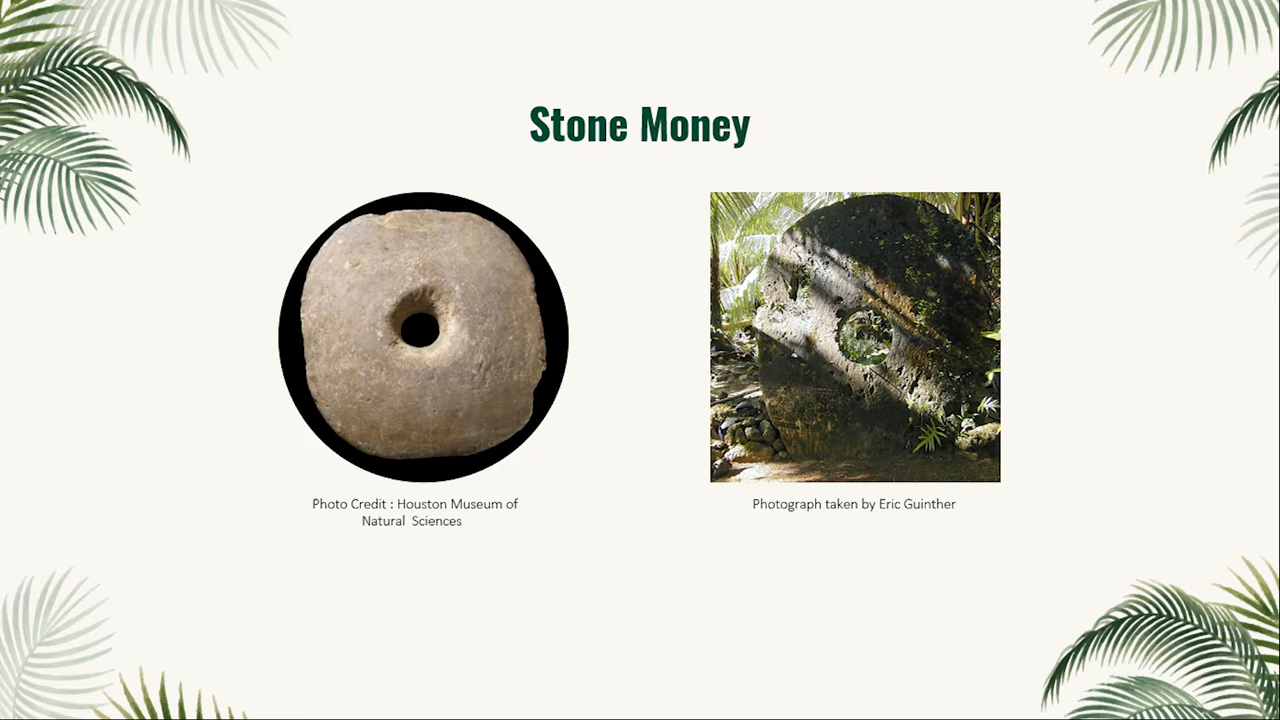 Stone Money
Photo Credit : Houston Museum of
Natural Sciences
Photograph taken by Eric Guinther